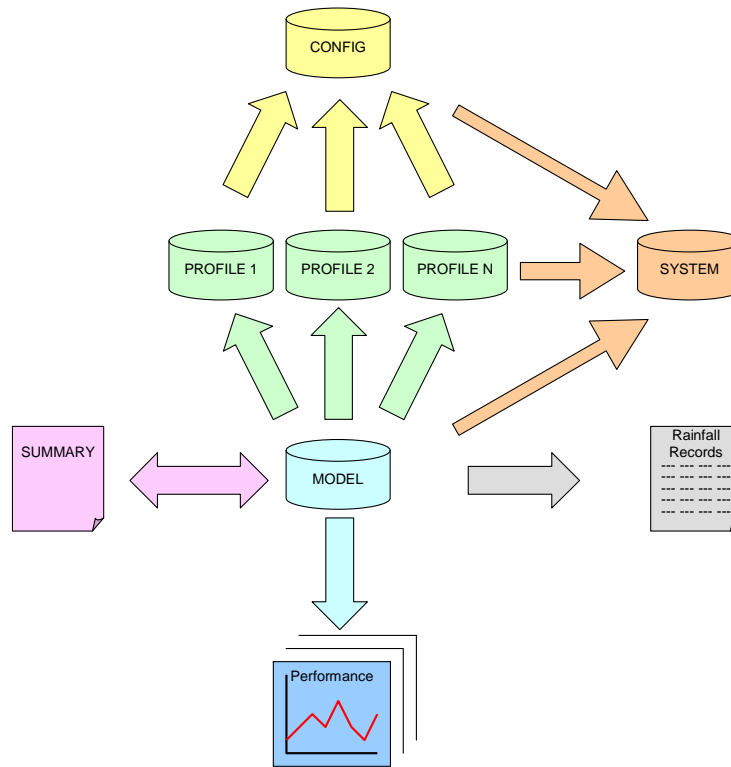 CONFIG
PROFILE 1
PROFILE 2
PROFILE N
SYSTEM
SUMMARY
MODEL
Rainfall
Records
--- --- --- ---
--- --- --- ---
--- --- --- ---
--- --- --- ---
--- --- --- ---
Performance